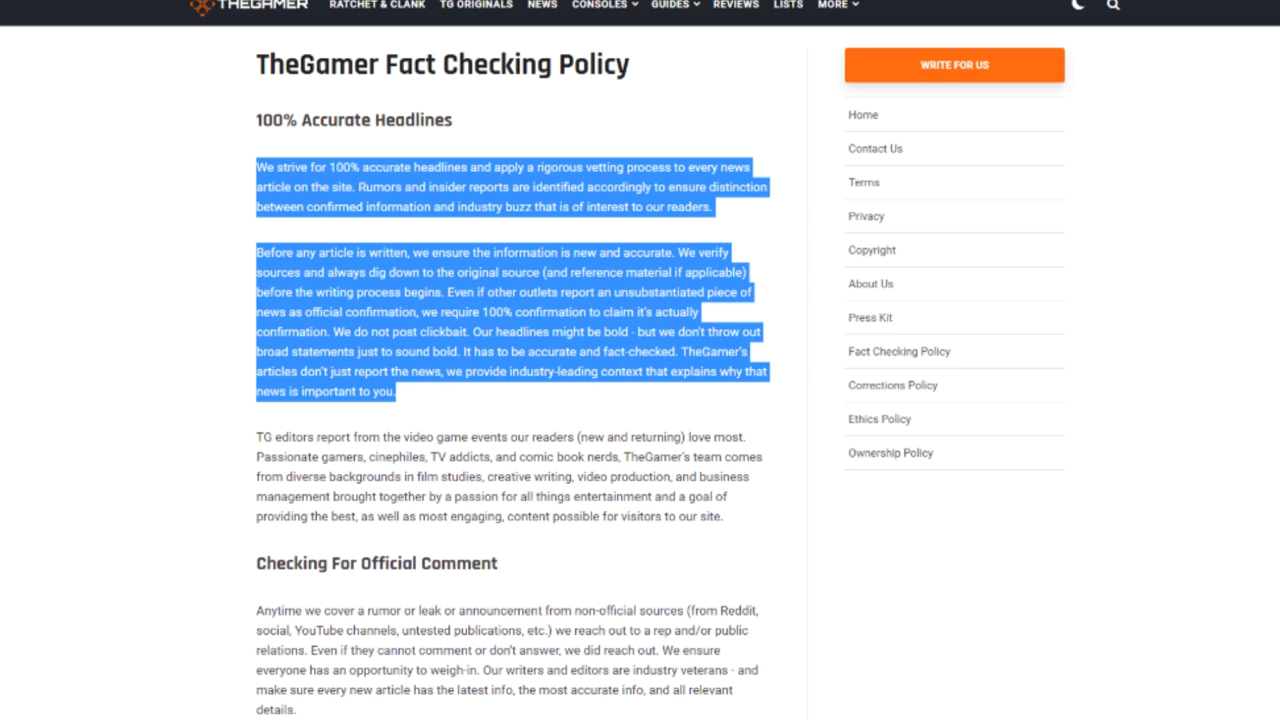 THEGAMER RATCHET & CLANK TG ORIGINALS NEWS CONSOLES GUIDES REVIEWS LISTS MORE
TheGamer Fact Checking Policy
100% Accurate Headlines
We strive for 100% accurate headlines and apply a rigorous vetting process to every news
article on the site. Rumors and insider reports are identified accordingly to ensure distinction
between confirmed information and industry buzz that is of interest to our readers.
Before any article is written, we ensure the information is new and accurate. We verify
sources and always dig down to the original source (and reference material if applicable)
before the writing process begins. Even if other outlets report an unsubstantiated piece of
news as official confirmation, we require 100% confirmation to claim it's actually
confirmation. We do not post clickbait. Our headlines might be bold - but we don't throw out
broad statements just to sound bold. It has to be accurate and fact-checked. TheGamer's
articles don't just report the news, we provide industry-leading context that explains why that
news is important to you.
TG editors report from the video game events our readers (new and returning) love most.
Passionate gamers, cinephiles, TV addicts, and comic book nerds, TheGamer's team comes
from diverse backgrounds in film studies, creative writing, video production, and business
management brought together by a passion for all things entertainment and a goal of
providing the best, as well as most engaging, content possible for visitors to our site.
Checking For Official Comment
Anytime we cover a rumor or leak or announcement from non-official sources (from Reddit,
social, YouTube channels, untested publications, etc.) we reach out to a rep and/or public
relations. Even if they cannot comment or don't answer, we did reach out. We ensure
everyone has an opportunity to weigh-in. Our writers and editors are industry veterans - and
make sure every new article has the latest info, the most accurate info, and all relevant
details.
WRITE FOR US
Home
Contact Us
Terms
Privacy
Copyright
About Us
Press Kit
Fact Checking Policy
Corrections Policy
Ethics Policy
Ownership Policy